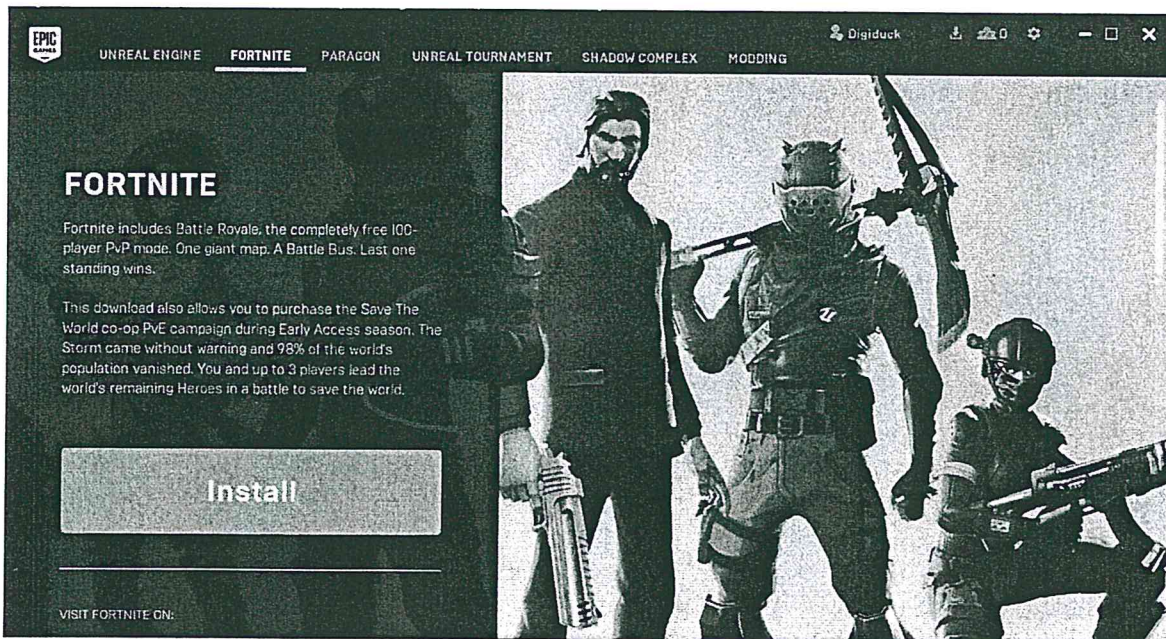 EPIC
GAMES
UNREAL ENGINE
FORTNITE
PARAGON
UNREAL TOURNAMENT
SHADOW COMPLEX
MODDING
Digiduck
0
FORTNITE
Fortnite includes Battle Royale, the completely free 100-
player PvP mode. One giant map. A Battle Bus. Last one
standing wins.
This download also allows you to purchase the Save The
World co-op PvE campaign during Early Access season. The
Storm came without warning and 98% of the world's
population vanished. You and up to 3 players lead the
world's remaining Heroes in a battle to save the world.
Install
VISIT FORTNITE ON: